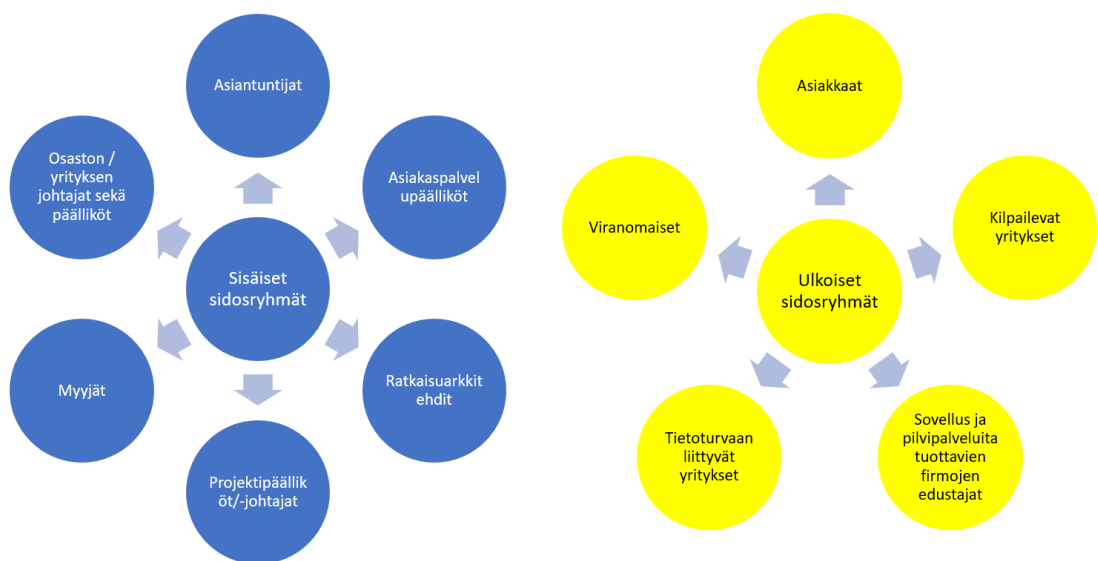 Asiantuntijat
Osaston /
yrityksen
johtajat sekä
päälliköt
Asiakaspalvel
upäälliköt
Sisäiset
sidosryhmät
Myyjät
Ratkaisuarkkit
ehdit
Projektipäällik
öt/-johtajat
Asiakkaat
Viranomaiset
Kilpailevat
yritykset
Ulkoiset
sidosryhmät
Tietoturvaan
liittyvät
yritykset
Sovellus ja
pilvipalveluita
tuottavien
firmojen
edustajat